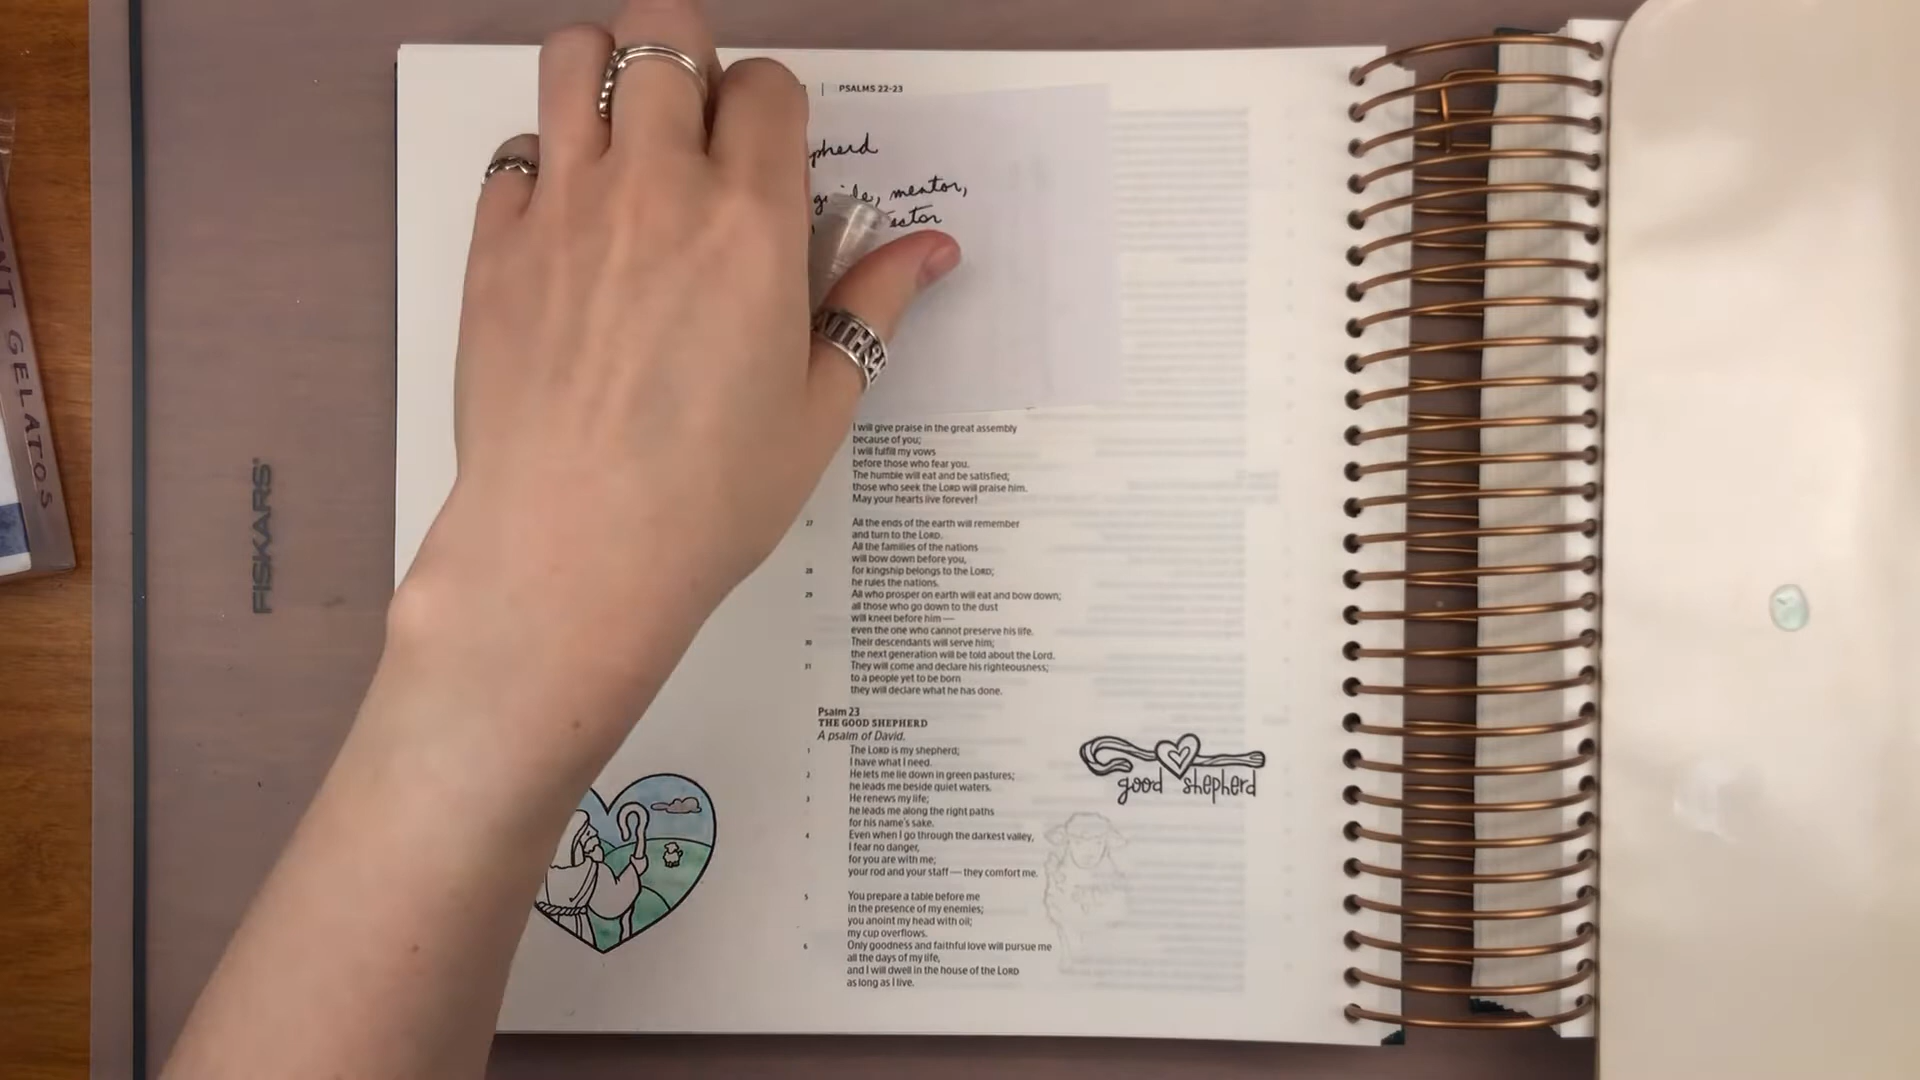 PSALMS 22-23
pherd
mentor,
GELATOS
FISKARS
I will give praise in the great assembly
because of you;
I will fulfill my vows
before those who fear you.
The humble will eat and be satisfied;
those who seek the LORD will praise him.
May your hearts live forever!
27 All the ends of the earth will remember
and turn to the LORD.
All the families of the nations
will bow down before you,
28 for kingship belongs to the LORD;
he rules the nations.
29 All who prosper on earth will eat and bow down;
all those who go down to the dust
will kneel before him —
even the one who cannot preserve his life.
30 Their descendants will serve him;
the next generation will be told about the Lord.
31 They will come and declare his righteousness;
to a people yet to be born
they will declare what he has done.
Psalm 23
THE GOOD SHEPHERD
A psalm of David.
1 The LORD is my shepherd;
I have what I need.
2 He lets me lie down in green pastures;
he leads me beside quiet waters.
3 He renews my life;
he leads me along the right paths
for his name's sake.
4 Even when I go through the darkest valley,
I fear no danger,
for you are with me;
your rod and your staff — they comfort me.
5 You prepare a table before me
in the presence of my enemies;
you anoint my head with oil;
my cup overflows.
6 Only goodness and faithful love will pursue me
all the days of my life,
and I will dwell in the house of the LORD
as long as I live.
good shepherd